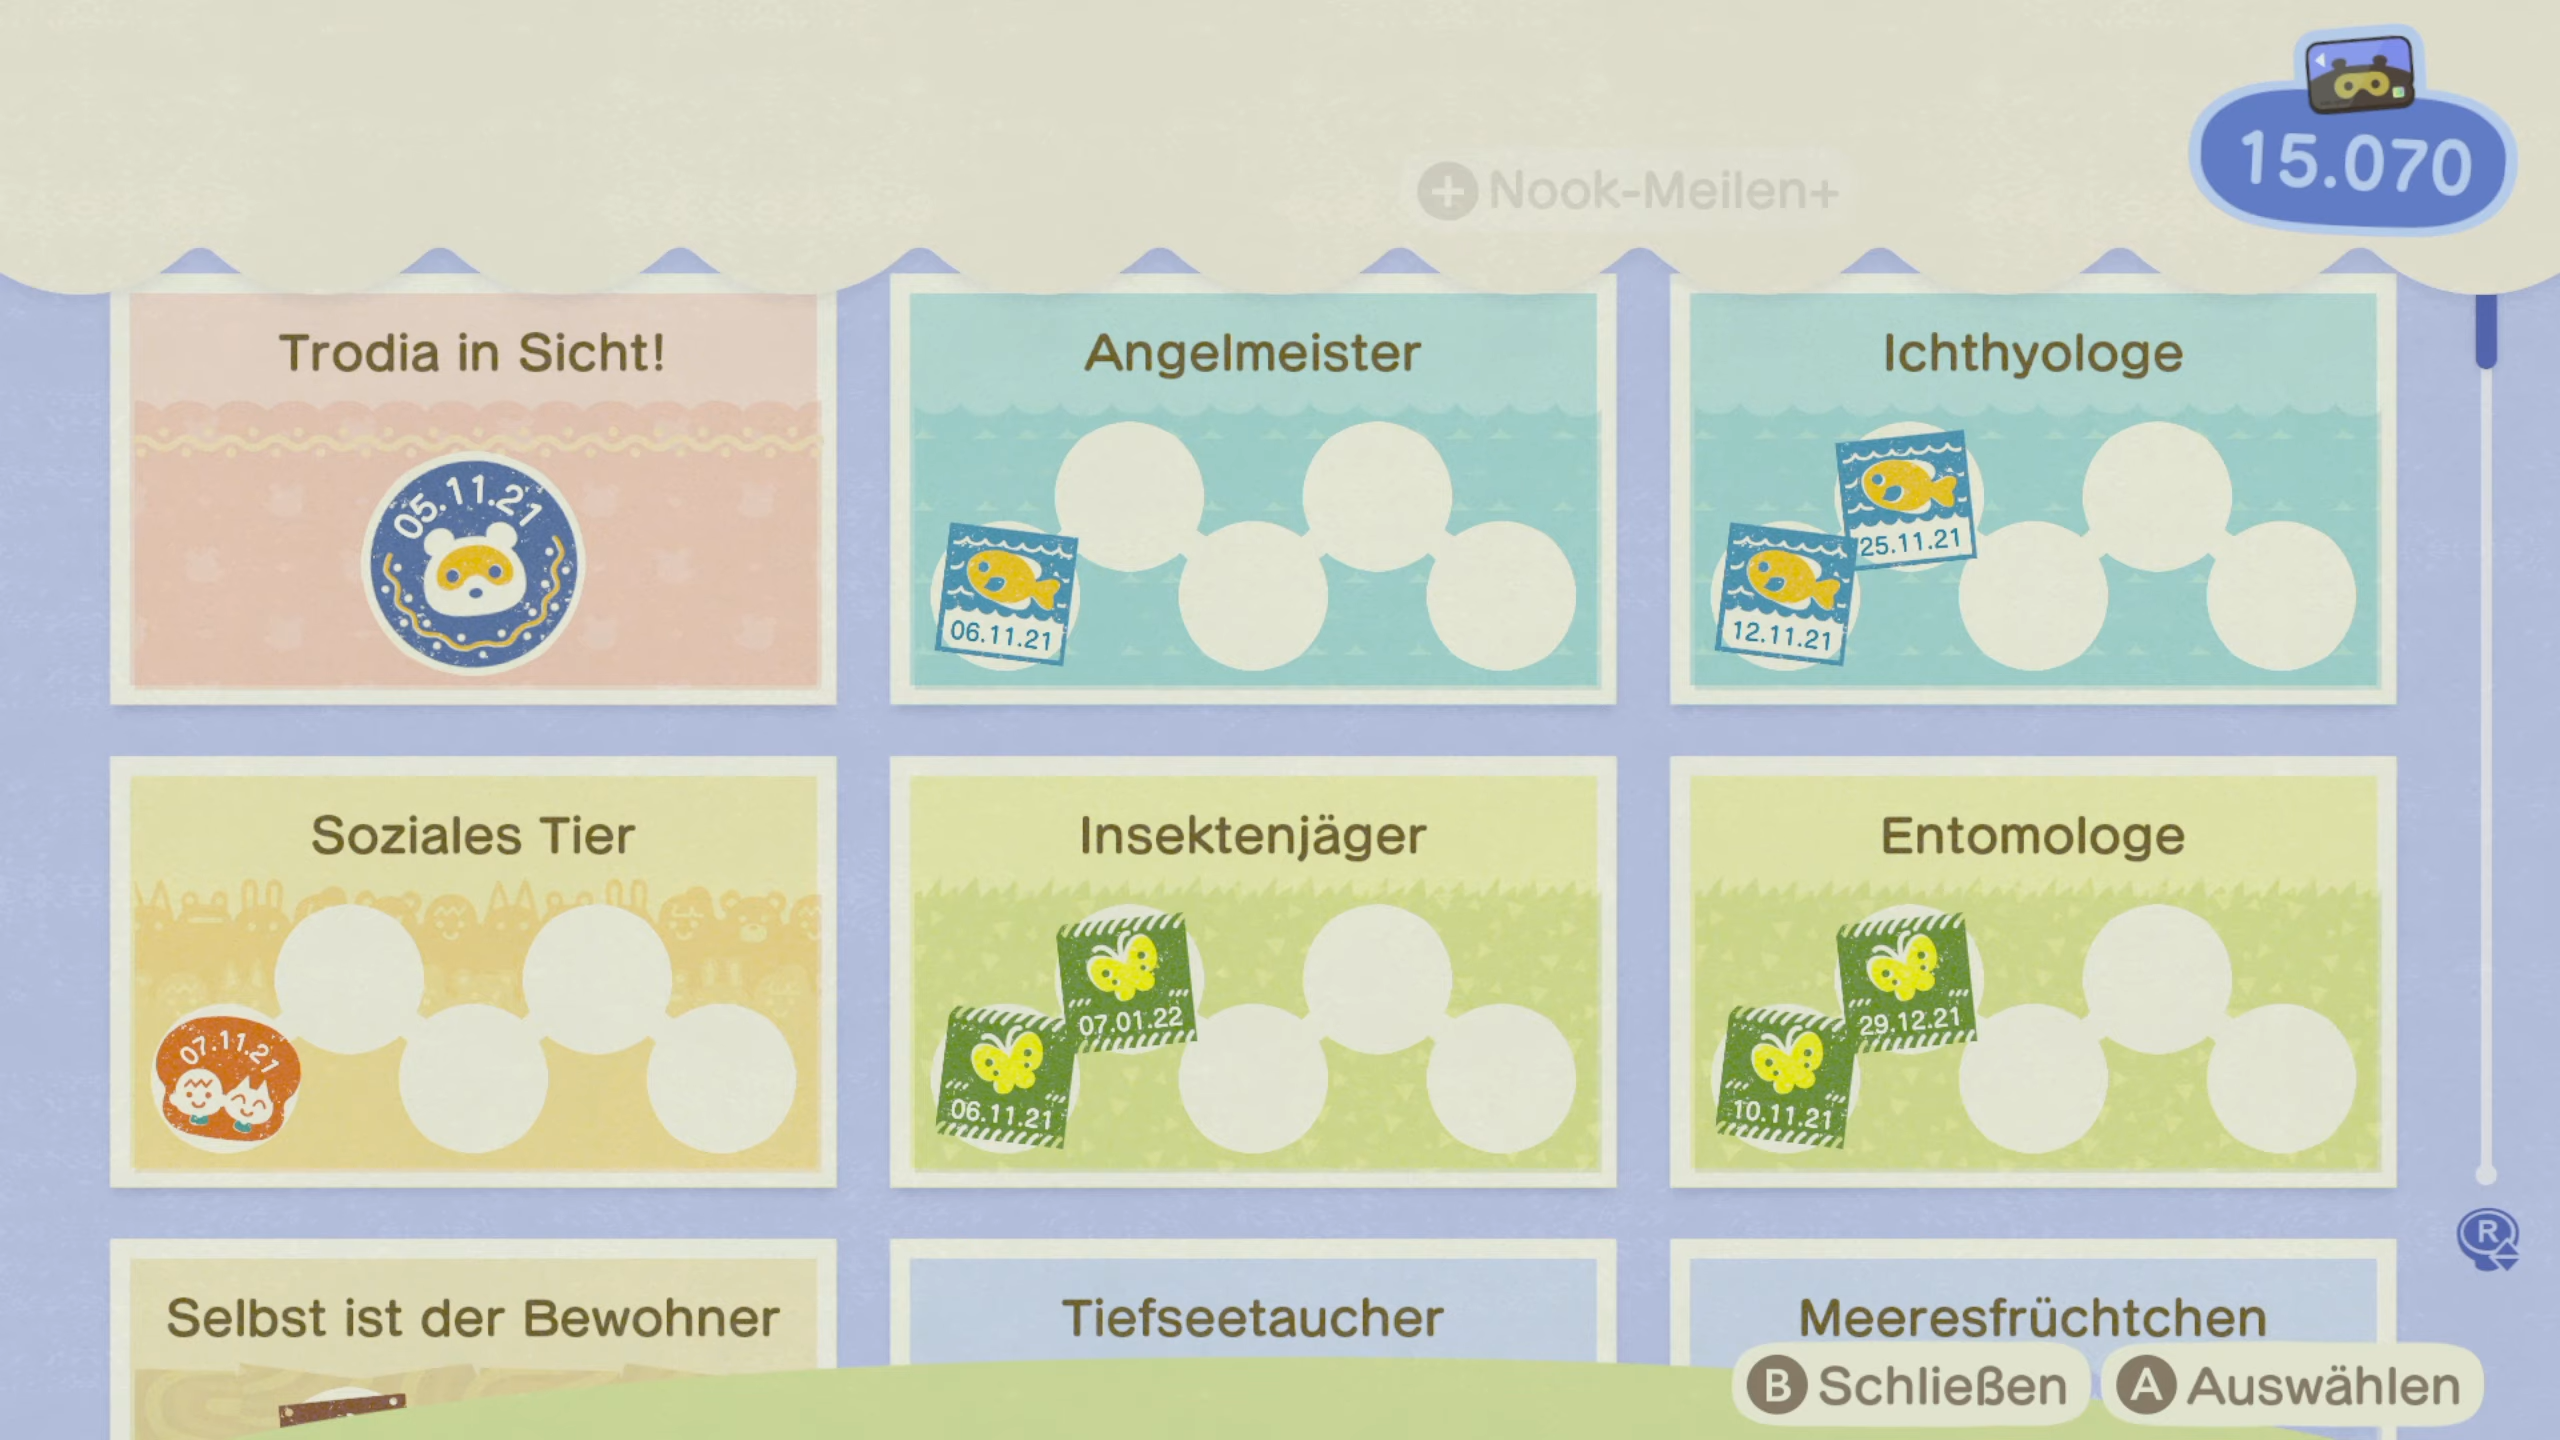 15.070
Nook-Meilen+
Trodia in Sicht!
05.11.21
Angelmeister
06.11.21
Ichthyologe
25.11.21
12.11.21
Soziales Tier
07.11.21
Insektenjäger
07.01.22
06.11.21
Entomologe
29.12.21
10.11.21
R
Selbst ist der Bewohner
Tiefseetaucher
Meeresfrüchtchen
B Schließen
A Auswählen